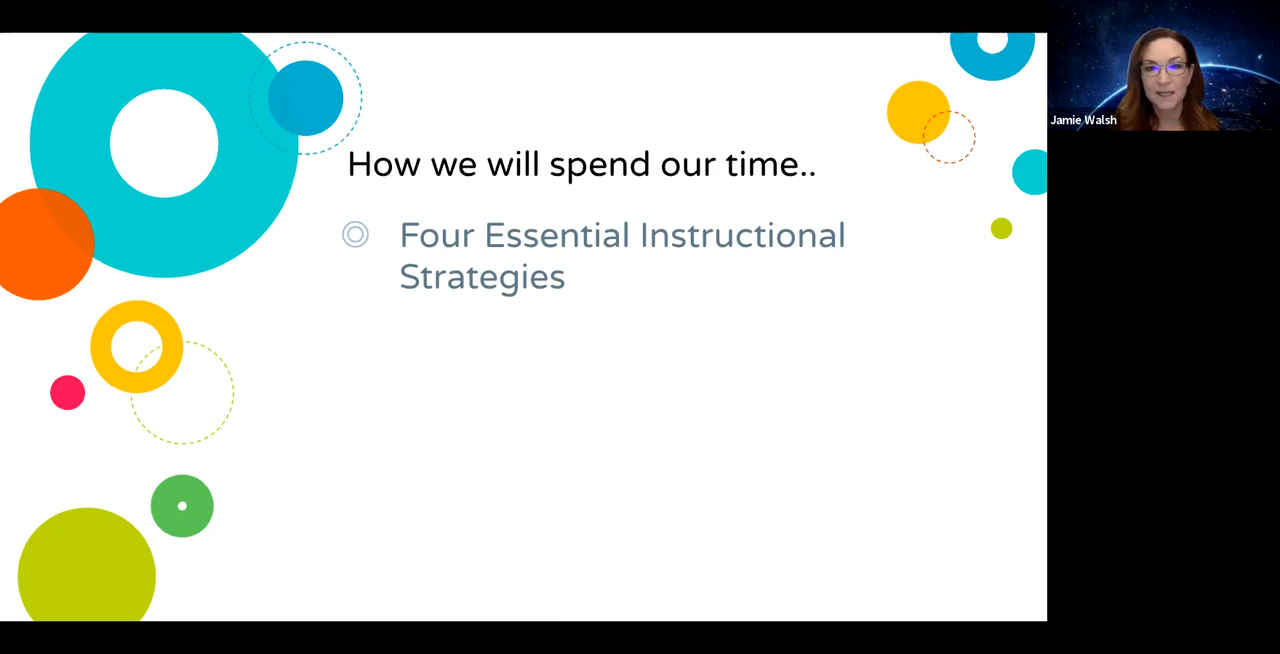 How we will spend our time..
Four Essential Instructional
Strategies
Jamie Walsh